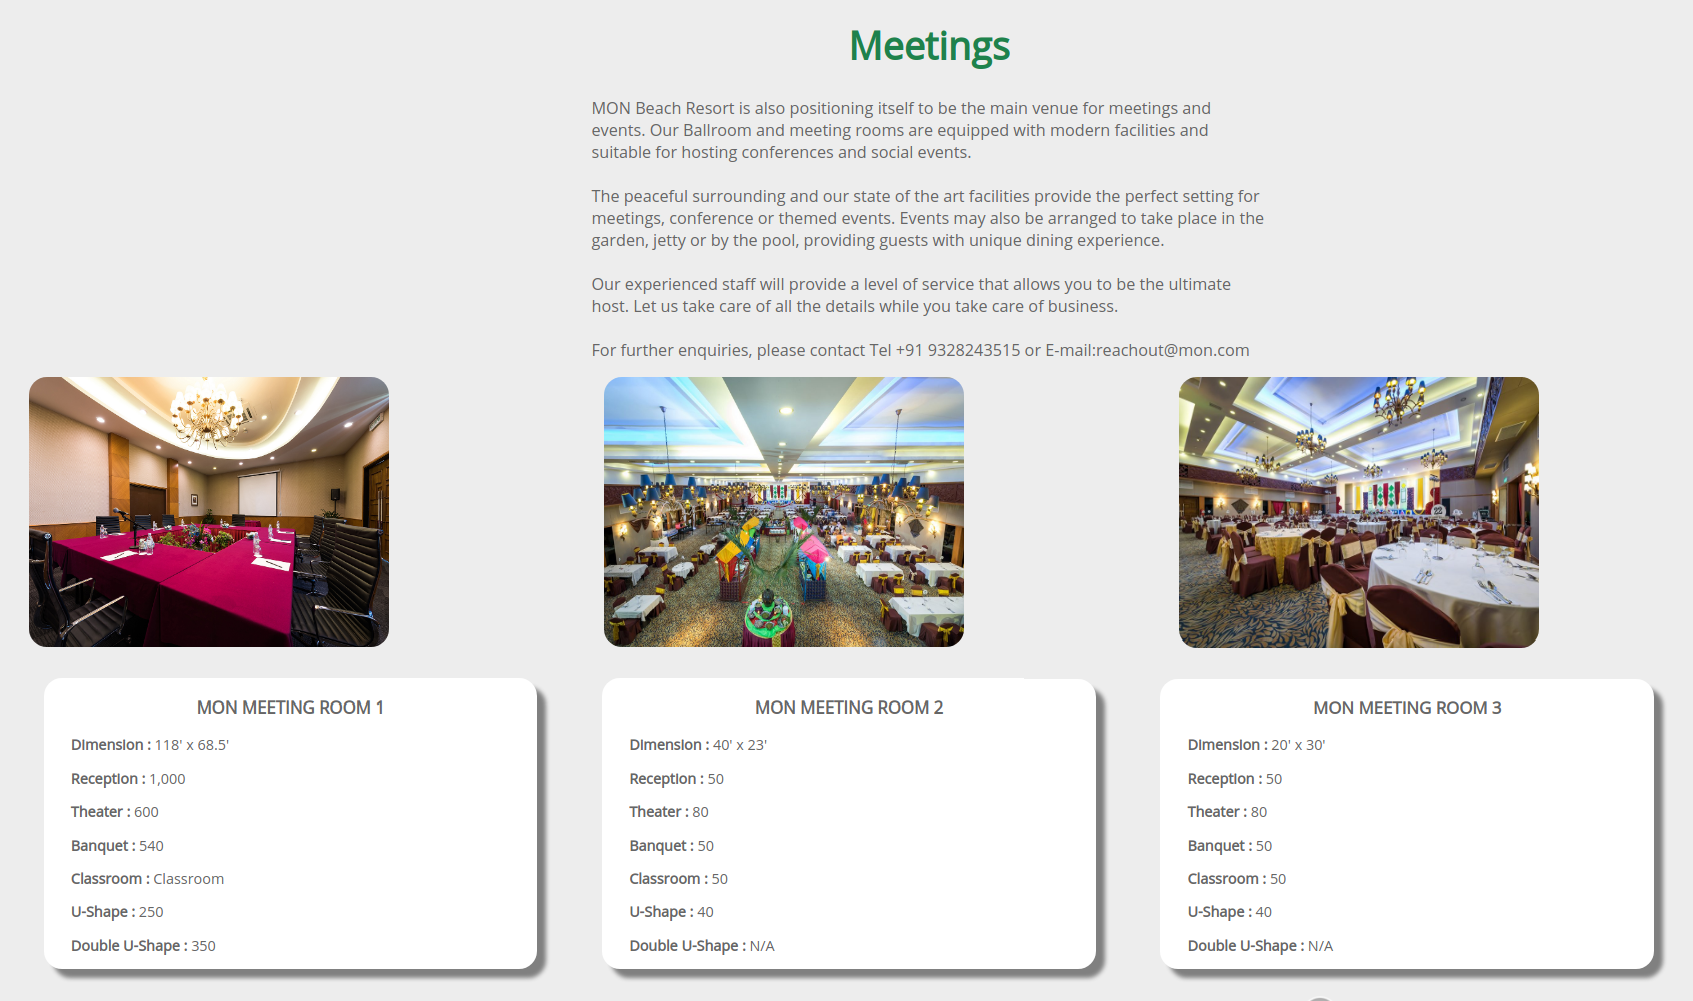 Meetings
MON Beach Resort is also positioning itself to be the main venue for meetings and
events. Our Ballroom and meeting rooms are equipped with modern facilities and
suitable for hosting conferences and social events.
The peaceful surrounding and our state of the art facilities provide the perfect setting for
meetings, conference or themed events. Events may also be arranged to take place in the
garden, jetty or by the pool, providing guests with unique dining experience.
Our experienced staff will provide a level of service that allows you to be the ultimate
host. Let us take care of all the details while you take care of business.
For further enquiries, please contact Tel +91 9328243515 or E-mail:reachout@mon.com
22
MON MEETING ROOM 1
Dimension : 118' x 68.5'
Reception : 1,000
Theater : 600
Banquet : 540
Classroom : Classroom
U-Shape : 250
Double U-Shape : 350
MON MEETING ROOM 2
Dimension : 40' x 23'
Reception : 50
Theater : 80
Banquet : 50
Classroom : 50
U-Shape : 40
Double U-Shape : N/A
MON MEETING ROOM 3
Dimension : 20' x 30'
Reception : 50
Theater : 80
Banquet : 50
Classroom : 50
U-Shape : 40
Double U-Shape : N/A